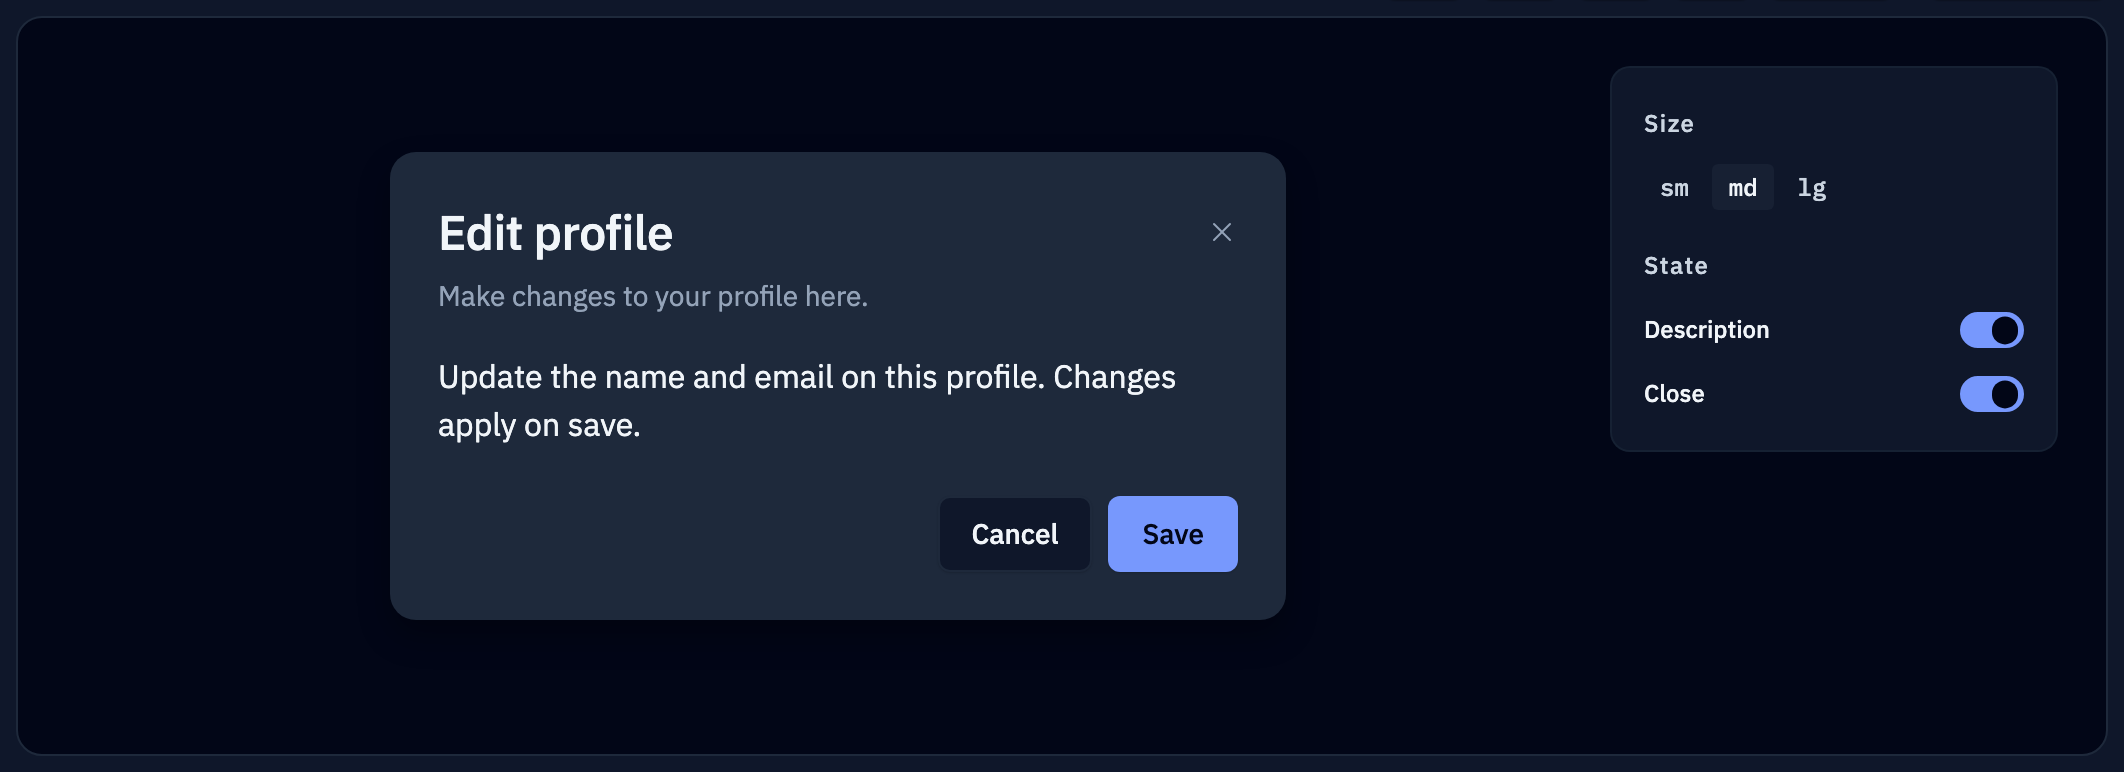 Edit profile
Make changes to your profile here.
Update the name and email on this profile. Changes
apply on save.
Cancel Save
Size
sm md lg
State
Description
Close